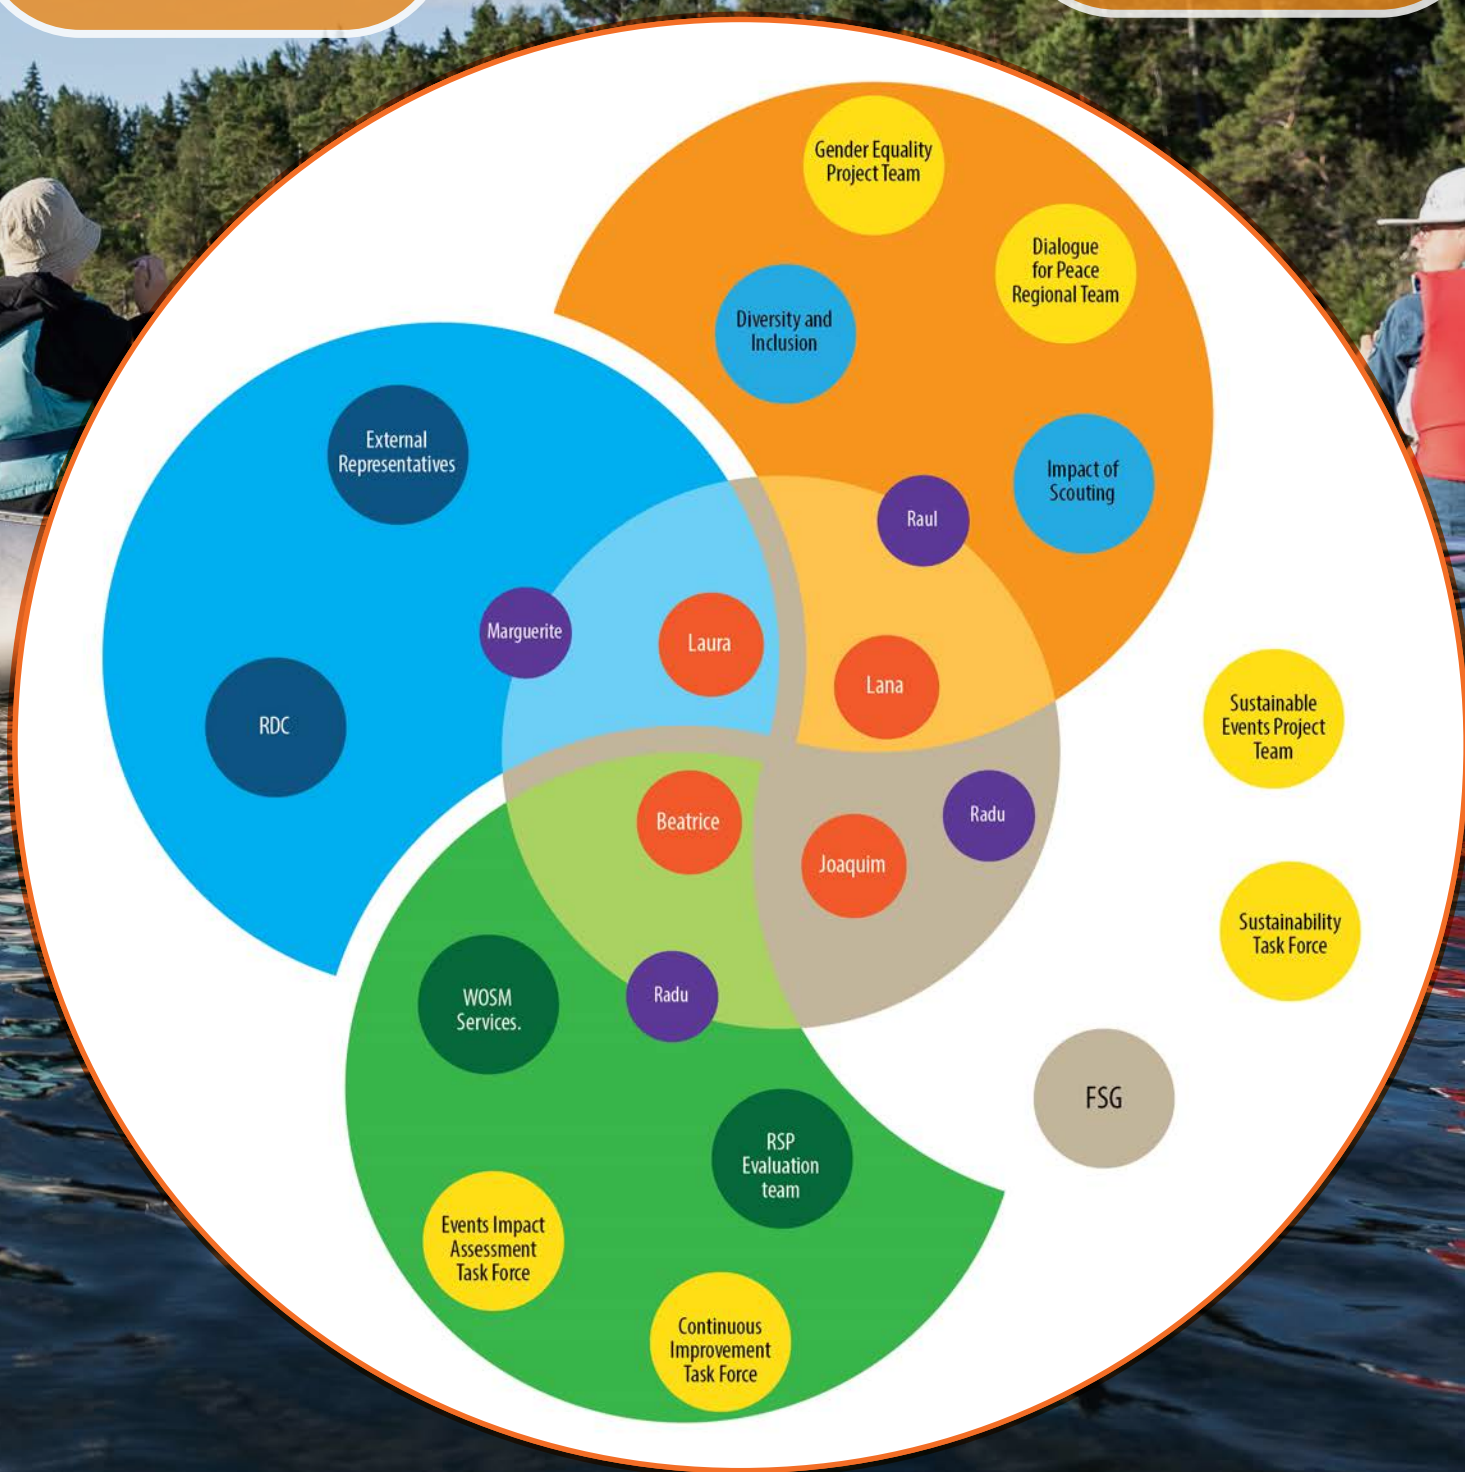 Gender Equality
Project Team
Dialogue
for Peace
Regional Team
Diversity and
Inclusion
Impact of
Scouting
External
Representatives
Raul
Marguerite
Laura
Lana
RDC
Sustainable
Events Project
Team
Beatrice
Joaquim
Radu
Sustainability
Task Force
WOSM
Services.
Radu
FSG
RSP
Evaluation
team
Events Impact
Assessment
Task Force
Continuous
Improvement
Task Force